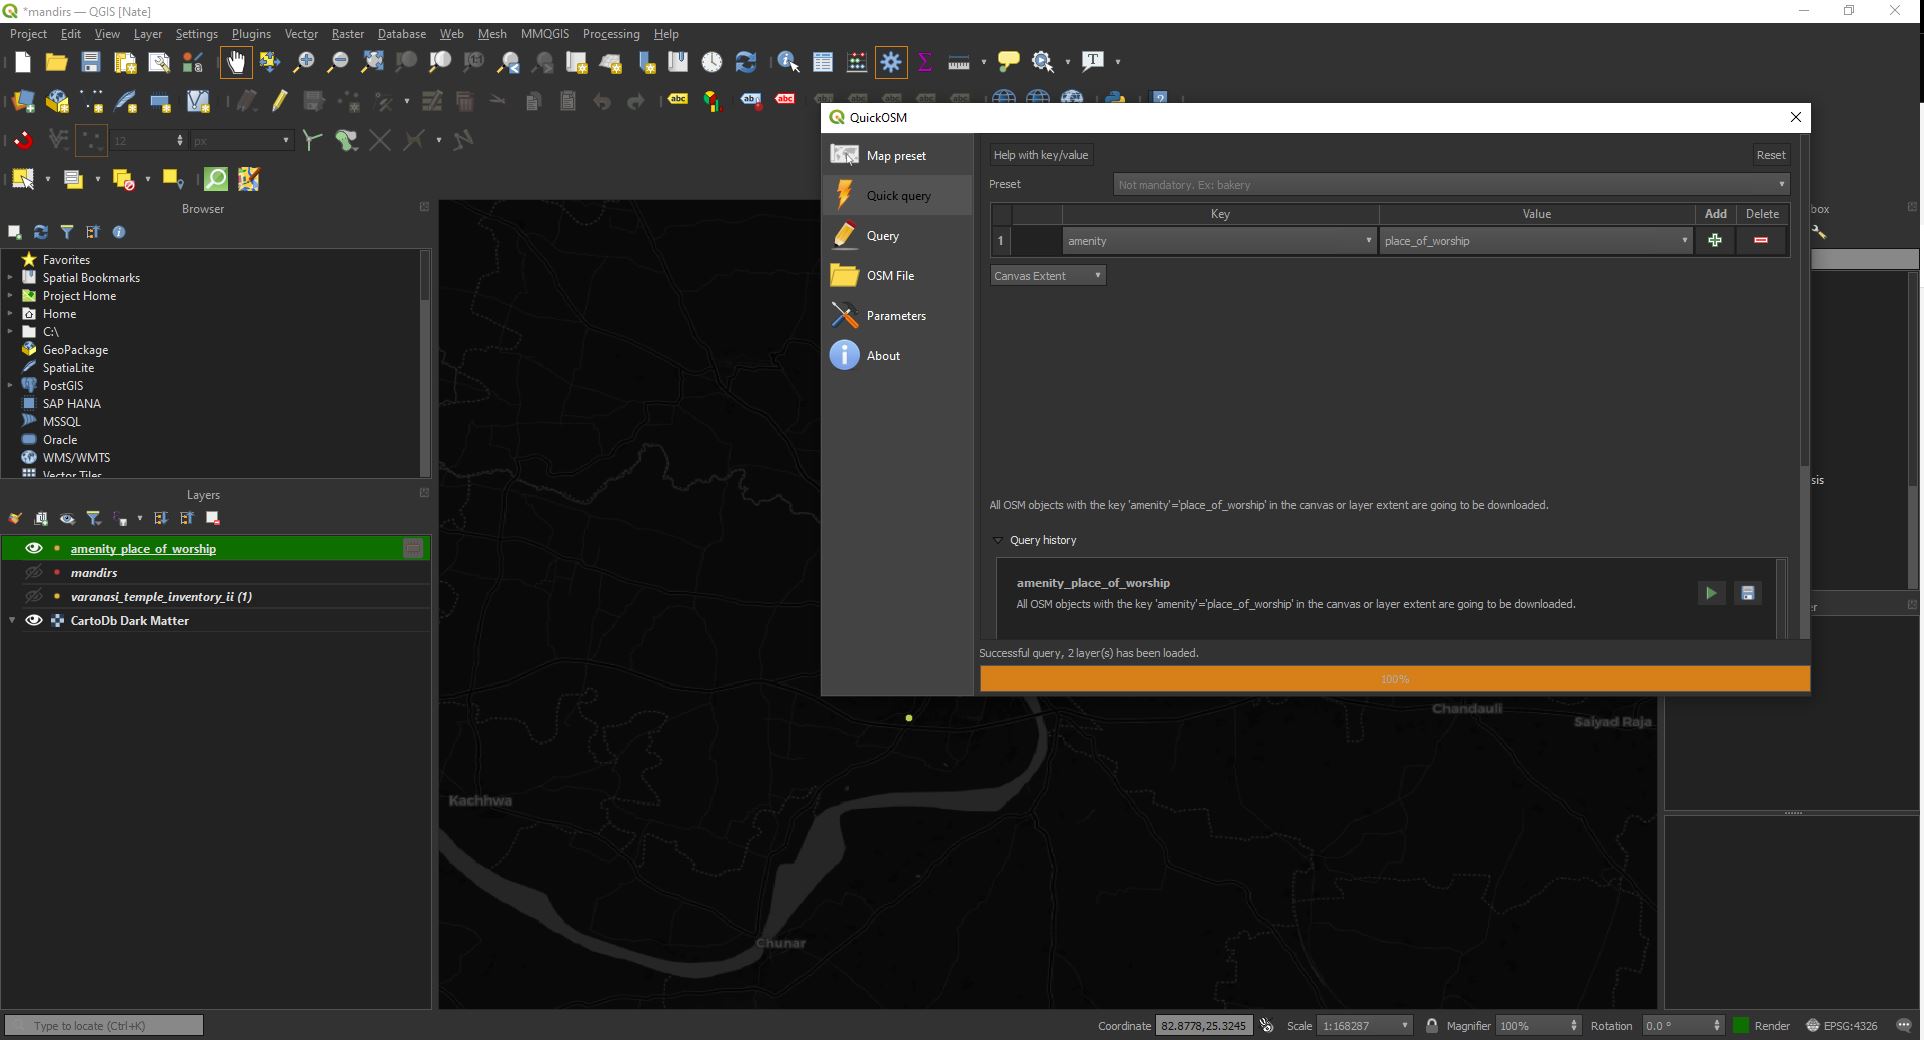 *mandirs — QGIS [Nate]
Project Edit View Layer Settings Plugins Vector Raster Database Web Mesh MMQGIS Processing Help
12 px
Browser
Favorites
Spatial Bookmarks
Project Home
Home
C:\
GeoPackage
SpatiaLite
PostGIS
SAP HANA
MSSQL
Oracle
WMS/WMTS
Vector Tiles
Layers
amenity_place_of_worship
mandirs
varanasi_temple_inventory_ii (1)
CartoDb Dark Matter
QuickOSM
Map preset
Quick query
Query
OSM File
Parameters
About
Help with key/value Reset
Preset Not mandatory. Ex: bakery
Key Value Add Delete
1 amenity place_of_worship
Canvas Extent
All OSM objects with the key 'amenity'='place_of_worship' in the canvas or layer extent are going to be downloaded.
Query history
amenity_place_of_worship
All OSM objects with the key 'amenity'='place_of_worship' in the canvas or layer extent are going to be downloaded.
Successful query, 2 layer(s) has been loaded.
100%
box
sis
er
Chandauli
Saiyad Raja
Kachhwa
Chunar
Type to locate (Ctrl+K) Coordinate 82.8778,25.3245 Scale 1:168287 Magnifier 100% Rotation 0.0 ° Render EPSG:4326